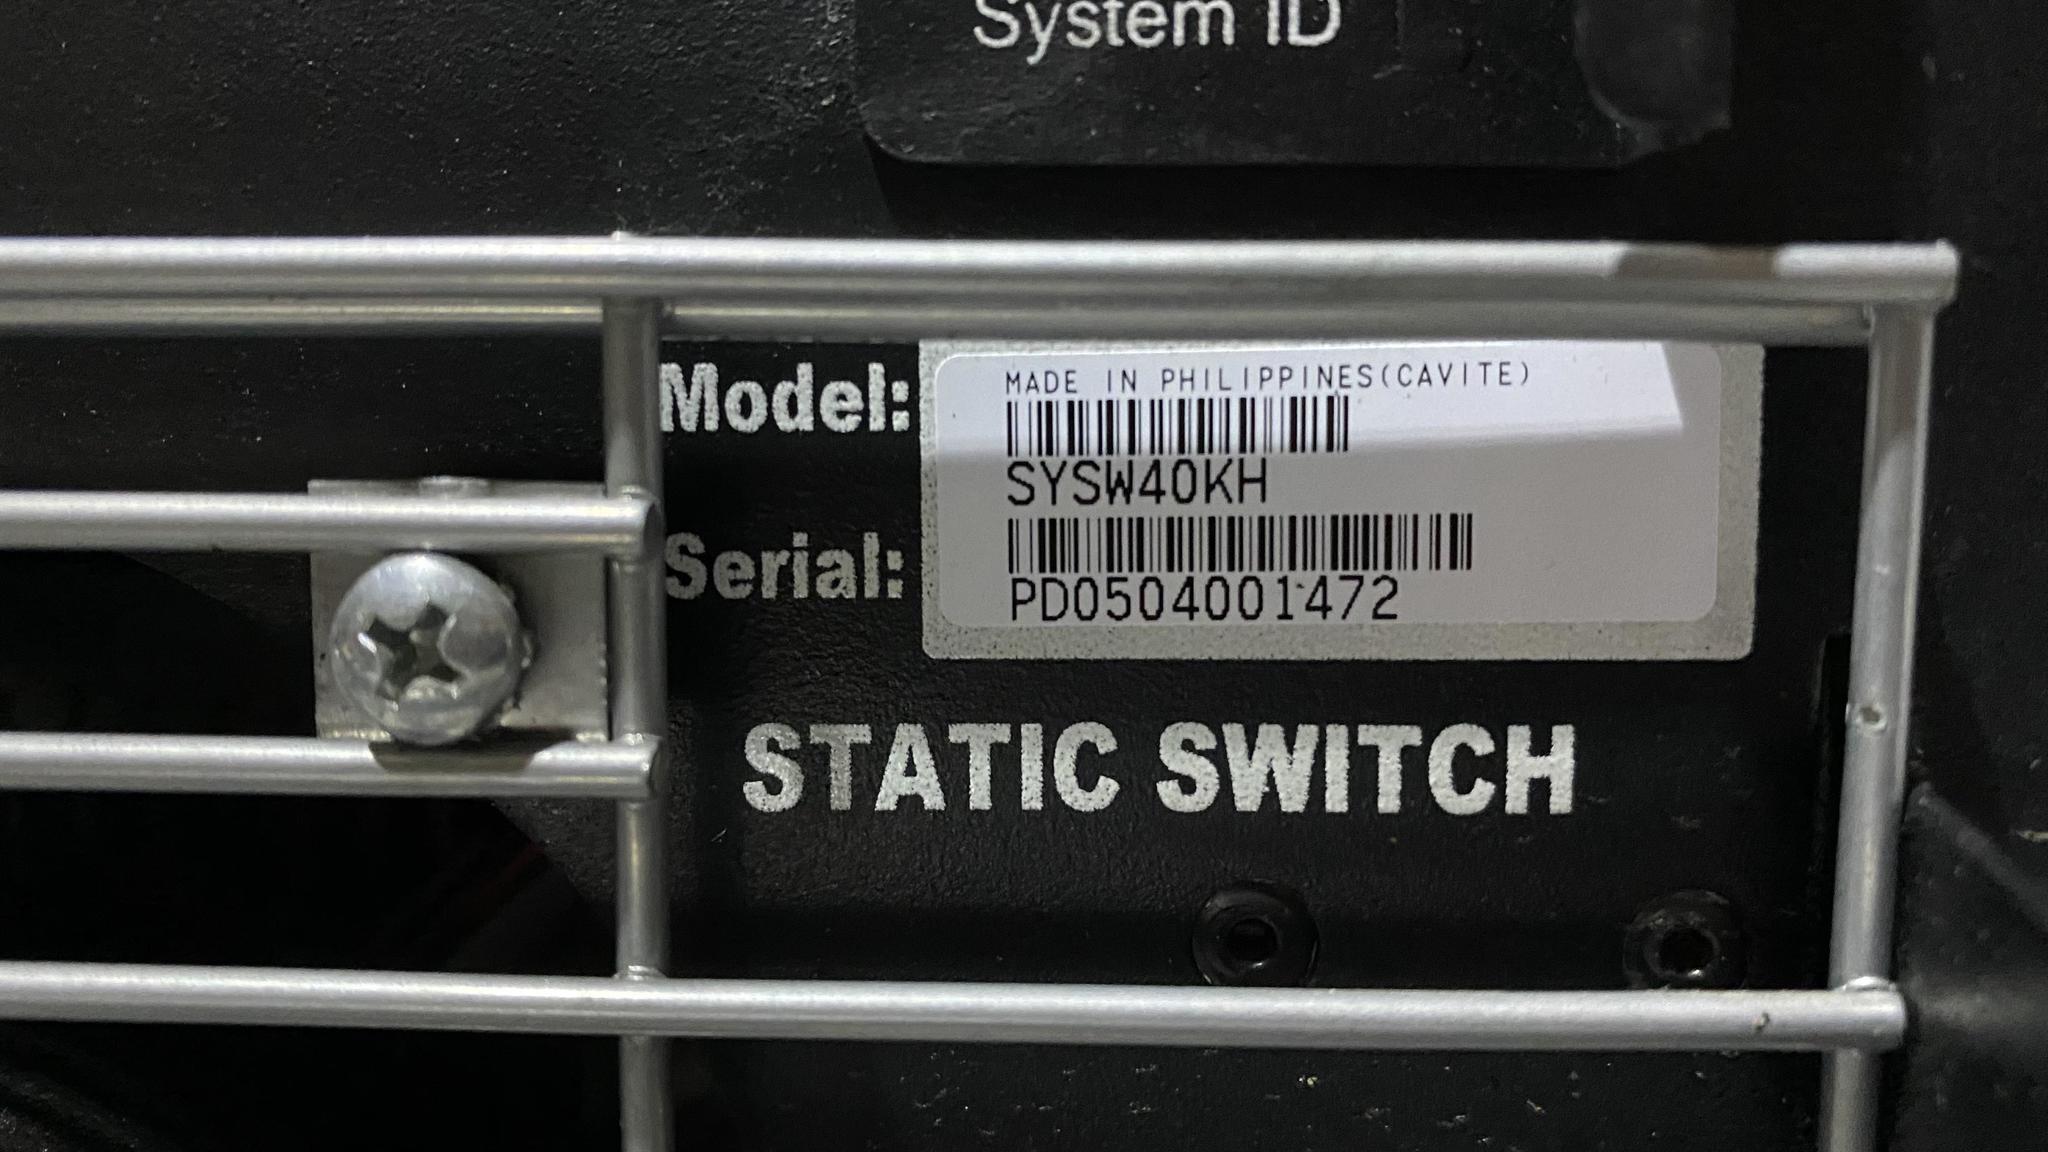 System ID
Model:
MADE IN PHILIPPINES(CAVITE)
SYSW40KH
Serial:
PD0504001472
STATIC SWITCH